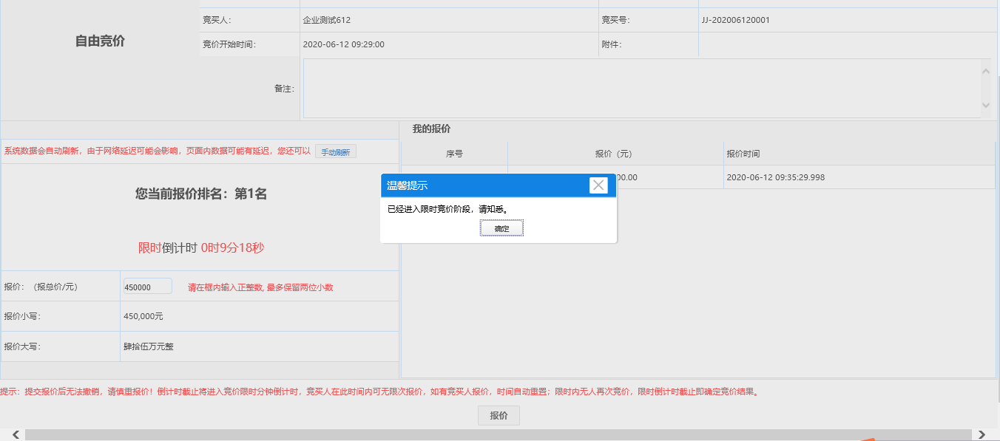 竞买人： 企业测试612 竞买号： JJ-202006120001
自由竞价
竞价开始时间： 2020-06-12 09:29:00 附件：
备注：
我的报价
系统数据会自动刷新，由于网络延迟可能会影响，页面内数据可能有延迟，您还可以 手动刷新
序号 报价（元） 报价时间
00.00 2020-06-12 09:35:29.998
温馨提示
已经进入限时竞价阶段，请知悉。
确定
您当前报价排名：第1名
限时倒计时 0时9分18秒
报价：（报总价/元） 450000 请在框内输入正整数, 最多保留两位小数
报价小写： 450,000元
报价大写： 肆拾伍万元整
提示：提交报价后无法撤销，请慎重报价！倒计时截止将进入竞价限时分钟倒计时，竞买人在此时间内可无限次报价，如有竞买人报价，时间自动重置；限时内无人再次竞价，限时倒计时截止即确定竞价结果。
报价